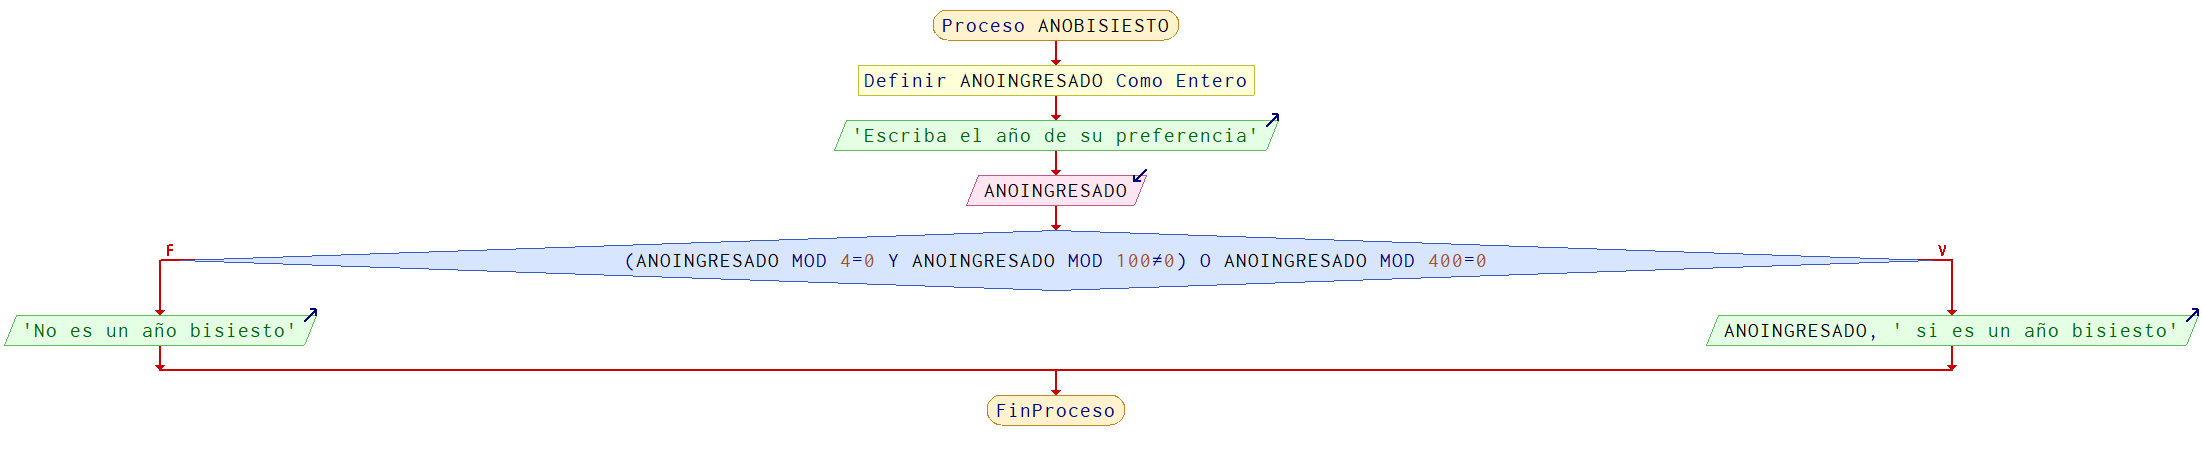 Proceso ANOBISIESTO
Definir ANOINGRESADO Como Entero
'Escriba el año de su preferencia'
ANOINGRESADO
F
V
(ANOINGRESADO MOD 4=0 Y ANOINGRESADO MOD 100≠0) O ANOINGRESADO MOD 400=0
'No es un año bisiesto'
ANOINGRESADO, ' si es un año bisiesto'
FinProceso